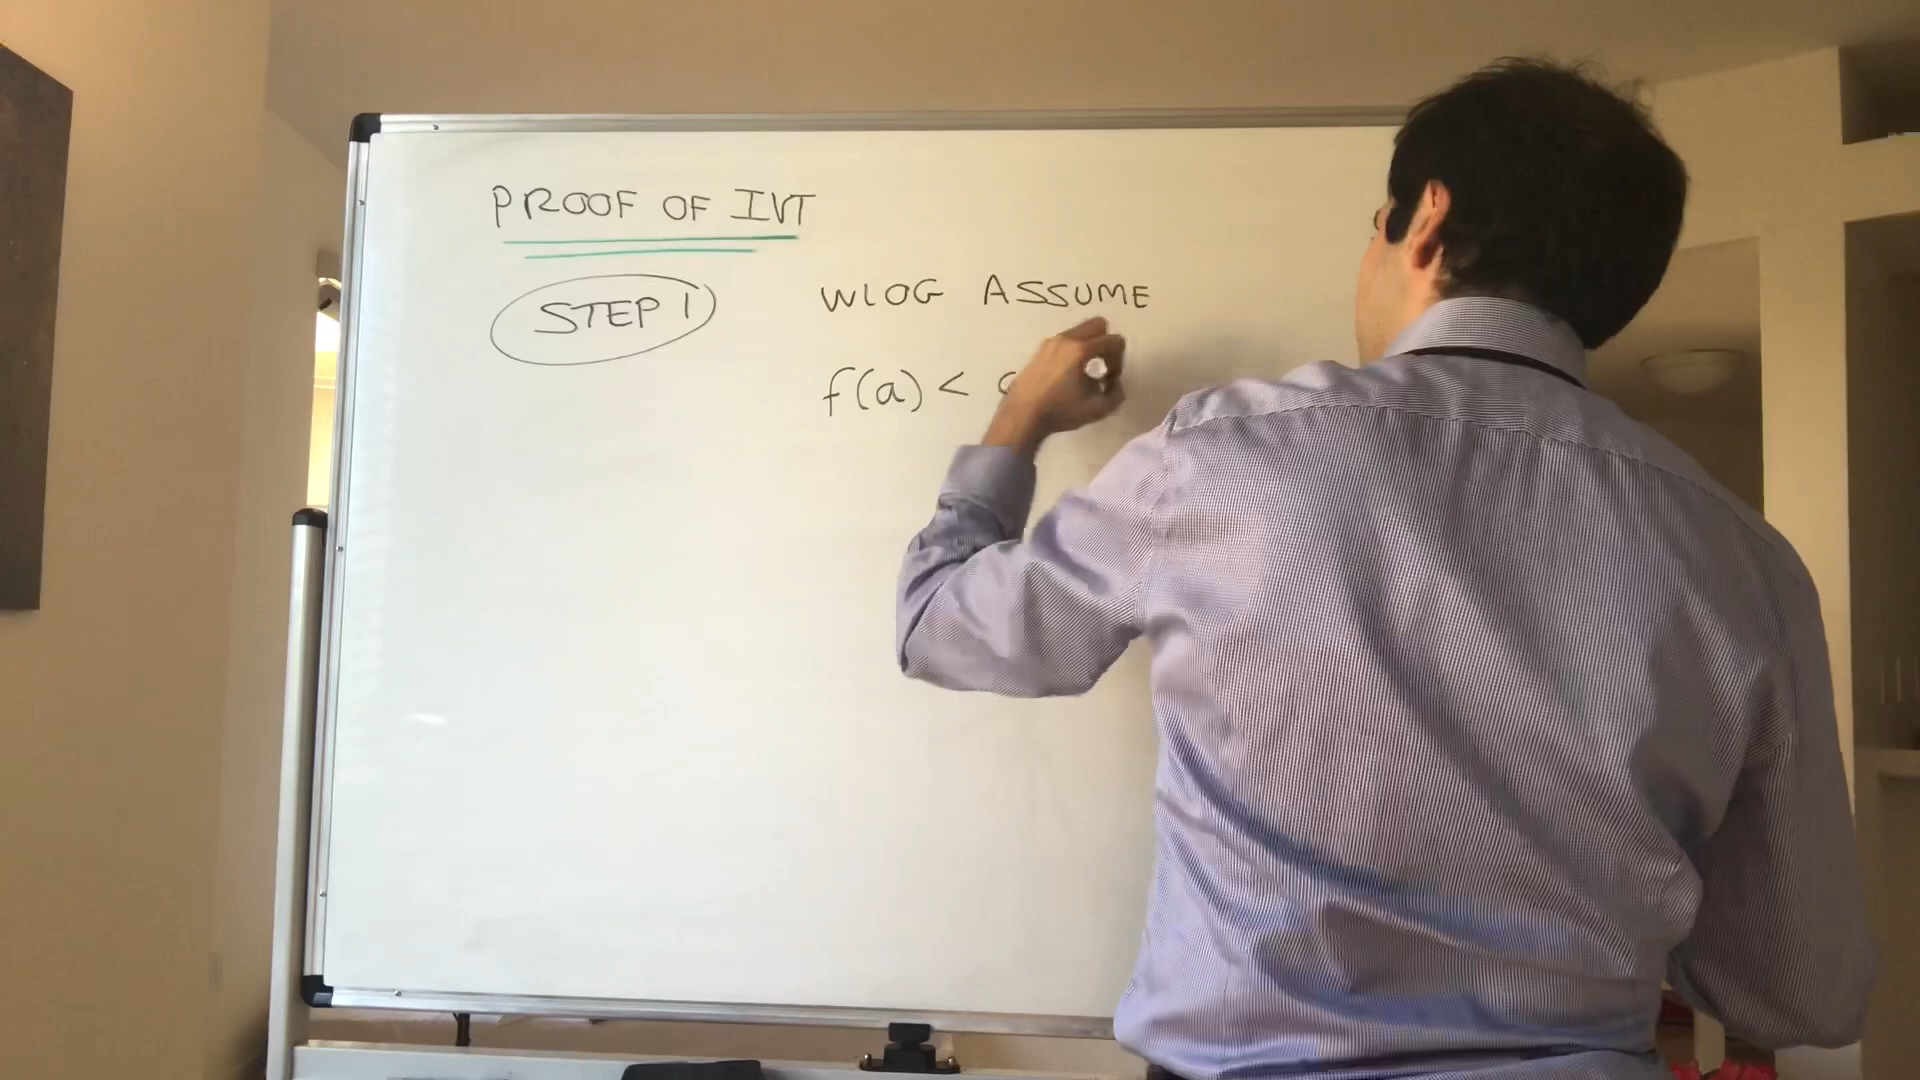 PROOF OF IVT
STEP 1
WLOG ASSUME
f(a) <